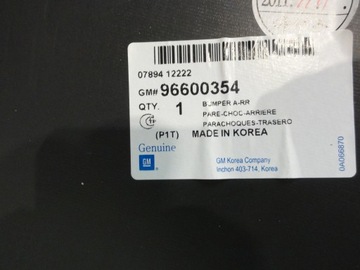 2011.
07894 12222
GM# 96600354
QTY. 1 BUMPER A-RR
PARE-CHOC-ARRIERE
PARACHOQUES-TRASERO
(P1T) MADE IN KOREA
Genuine
GM
GM Korea Company
Inchon 403-714, Korea
0A066870